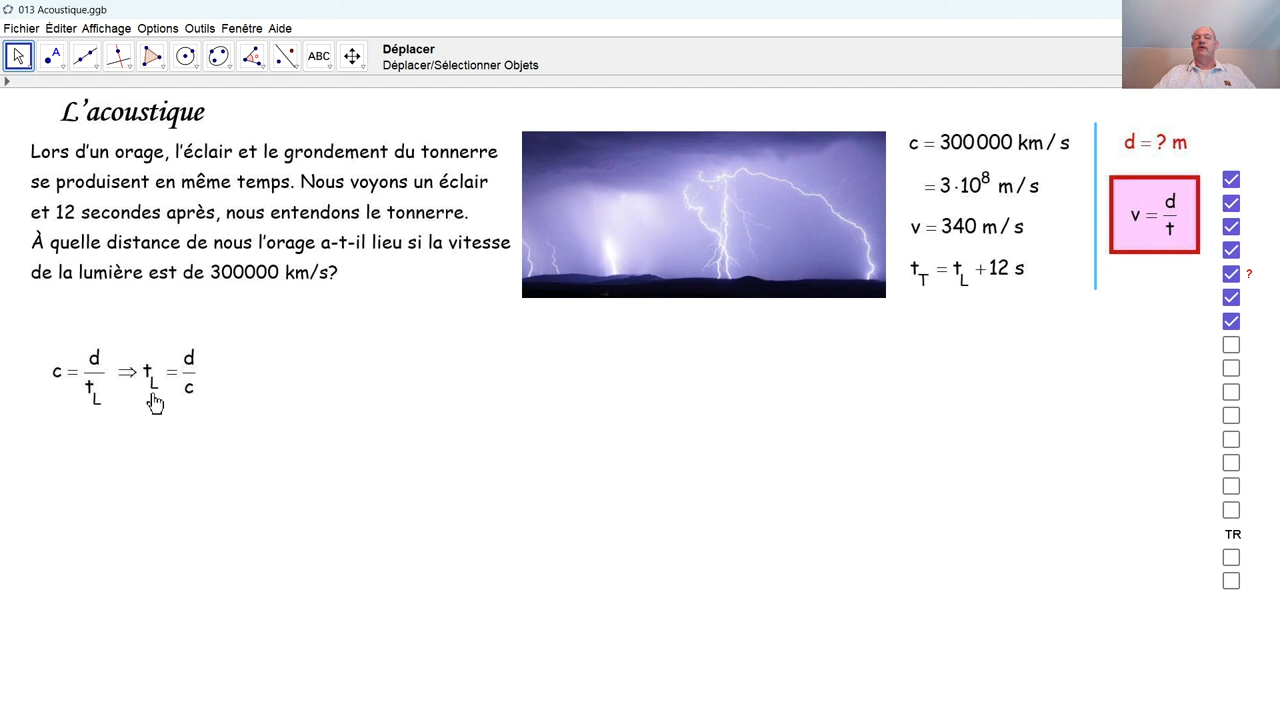 013 Acoustique.ggb
Fichier Éditer Affichage Options Outils Fenêtre Aide
A
ABC
Déplacer
Déplacer/Sélectionner Objets
L'acoustique
Lors d'un orage, l'éclair et le grondement du tonnerre
se produisent en même temps. Nous voyons un éclair
et 12 secondes après, nous entendons le tonnerre.
À quelle distance de nous l'orage a-t-il lieu si la vitesse
de la lumière est de 300000 km/s?
c = 300000 km/s
= 3·10⁸ m/s
v = 340 m/s
t_T = t_L + 12 s
d = ? m
v = d/t
?
TR
c = d/t_L ⇒ t_L = d/c